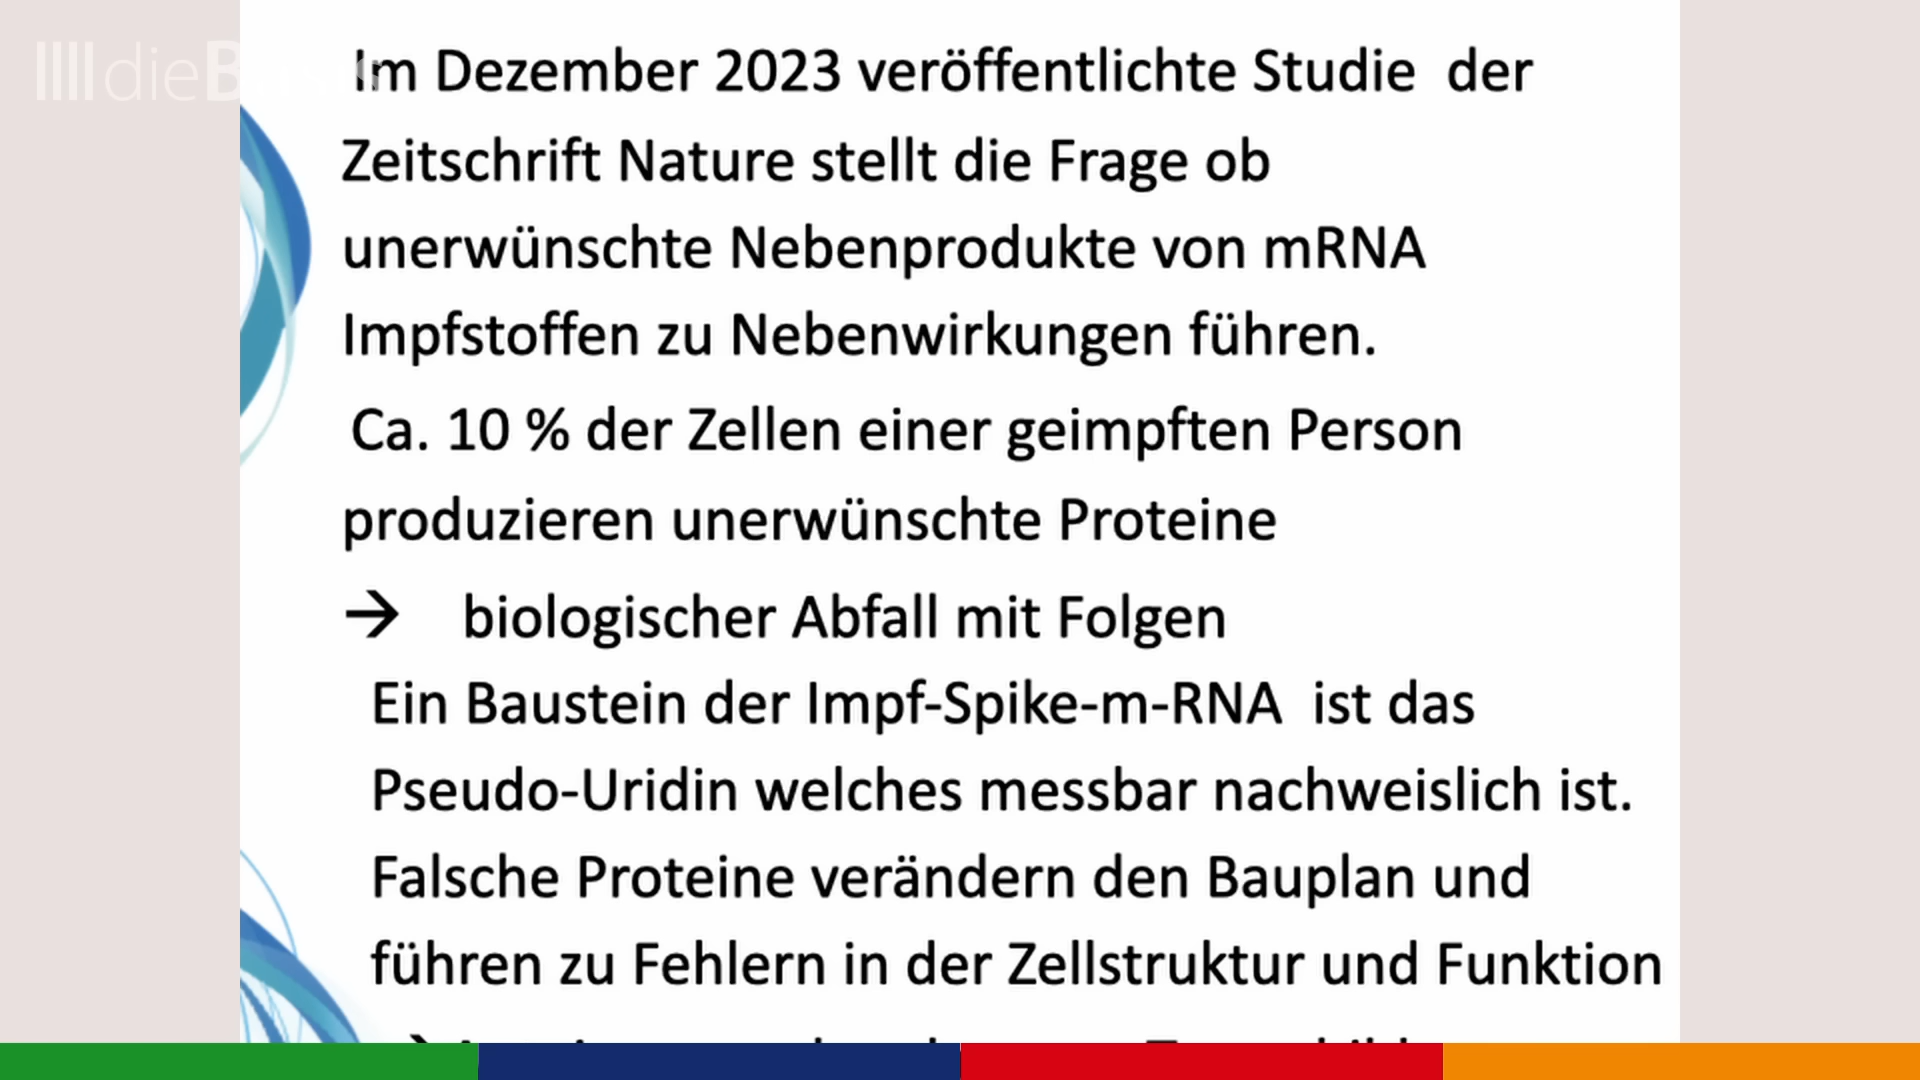 dieBasis
Im Dezember 2023 veröffentlichte Studie der
Zeitschrift Nature stellt die Frage ob
unerwünschte Nebenprodukte von mRNA
Impfstoffen zu Nebenwirkungen führen.
Ca. 10 % der Zellen einer geimpften Person
produzieren unerwünschte Proteine
→ biologischer Abfall mit Folgen
Ein Baustein der Impf-Spike-m-RNA ist das
Pseudo-Uridin welches messbar nachweislich ist.
Falsche Proteine verändern den Bauplan und
führen zu Fehlern in der Zellstruktur und Funktion